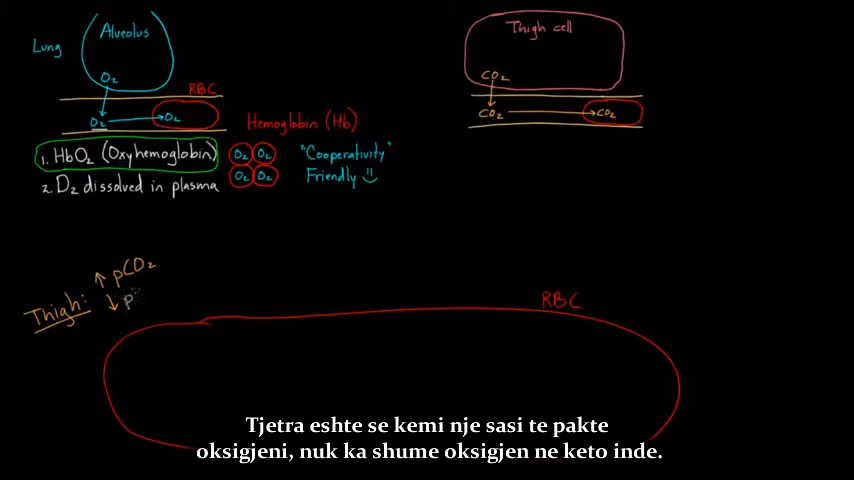 Lung
Alveolus
O₂
RBC
O₂
O₂
Hemoglobin (Hb)
1. HbO₂ (Oxyhemoglobin)
O₂ O₂
"Cooperativity"
2. O₂ dissolved in plasma
O₂ O₂
Friendly
Thigh cell
CO₂
CO₂
CO₂
Thigh:
↑ pCO₂
↓ p
RBC
Tjetra eshte se kemi nje sasi te pakte
oksigjeni, nuk ka shume oksigjen ne keto inde.